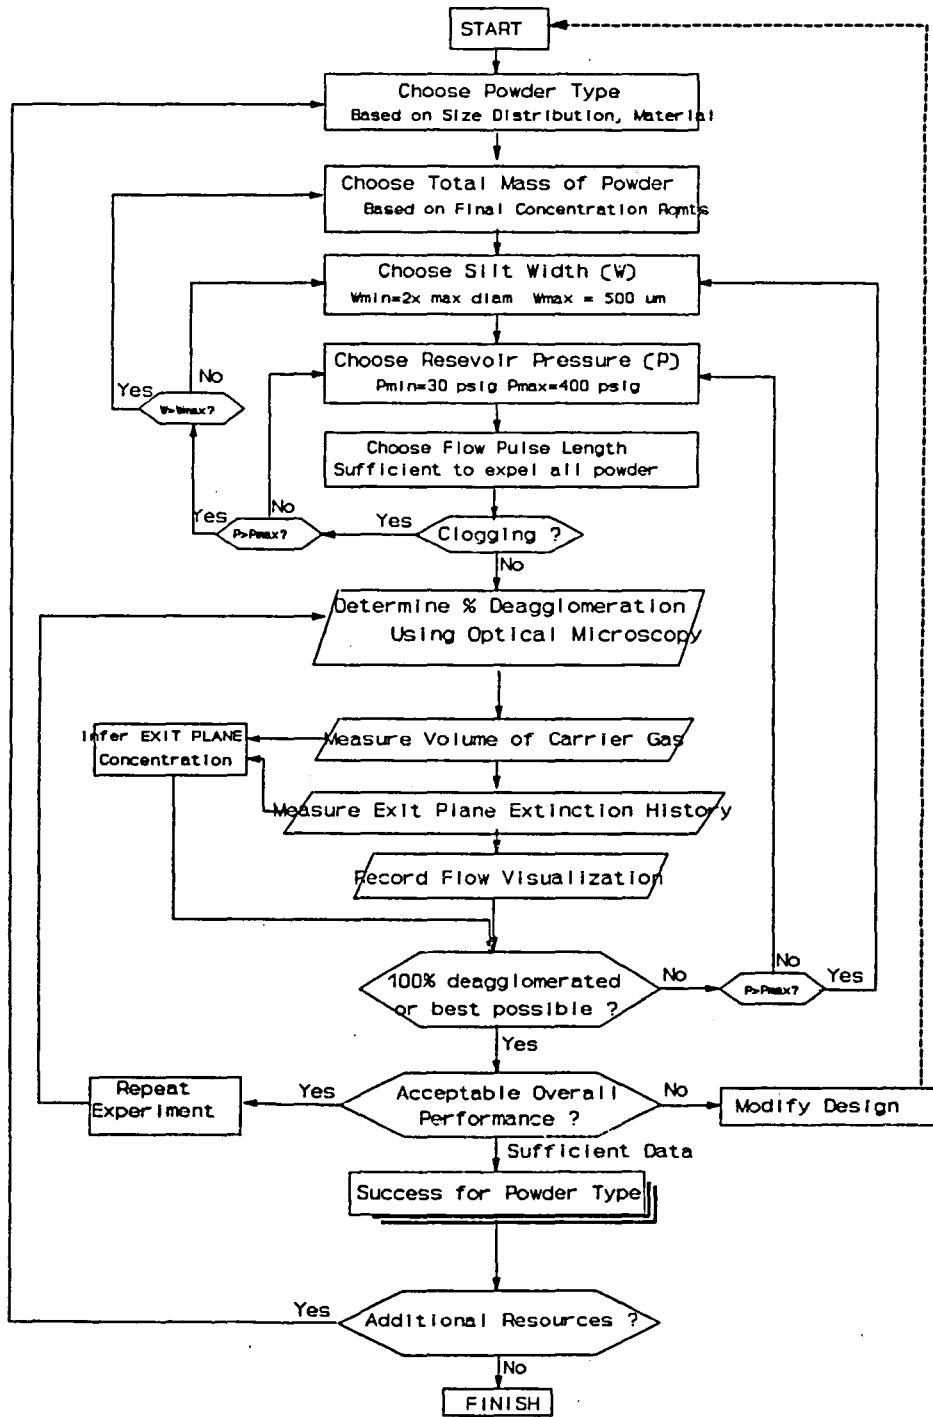 START
Choose Powder Type
Based on Size Distribution, Material
Choose Total Mass of Powder
Based on Final Concentration Rqmts
Choose Slit Width (W)
Wmin=2x max diam Wmax = 500 um
Choose Resevoir Pressure (P)
Pmin=30 psig Pmax=400 psig
Yes
No
W>Wmax?
Choose Flow Pulse Length
Sufficient to expel all powder
Yes
No
P>Pmax?
Yes
Clogging ?
No
Determine % Deagglomeration
Using Optical Microscopy
Infer EXIT PLANE
Concentration
Measure Volume of Carrier Gas
Measure Exit Plane Extinction History
Record Flow Visualization
100% deagglomerated
or best possible ?
No
No
P>Pmax?
Yes
Yes
Repeat
Experiment
Yes
Acceptable Overall
Performance ?
No
Modify Design
Sufficient Data
Success for Powder Type
Yes
Additional Resources ?
No
FINISH